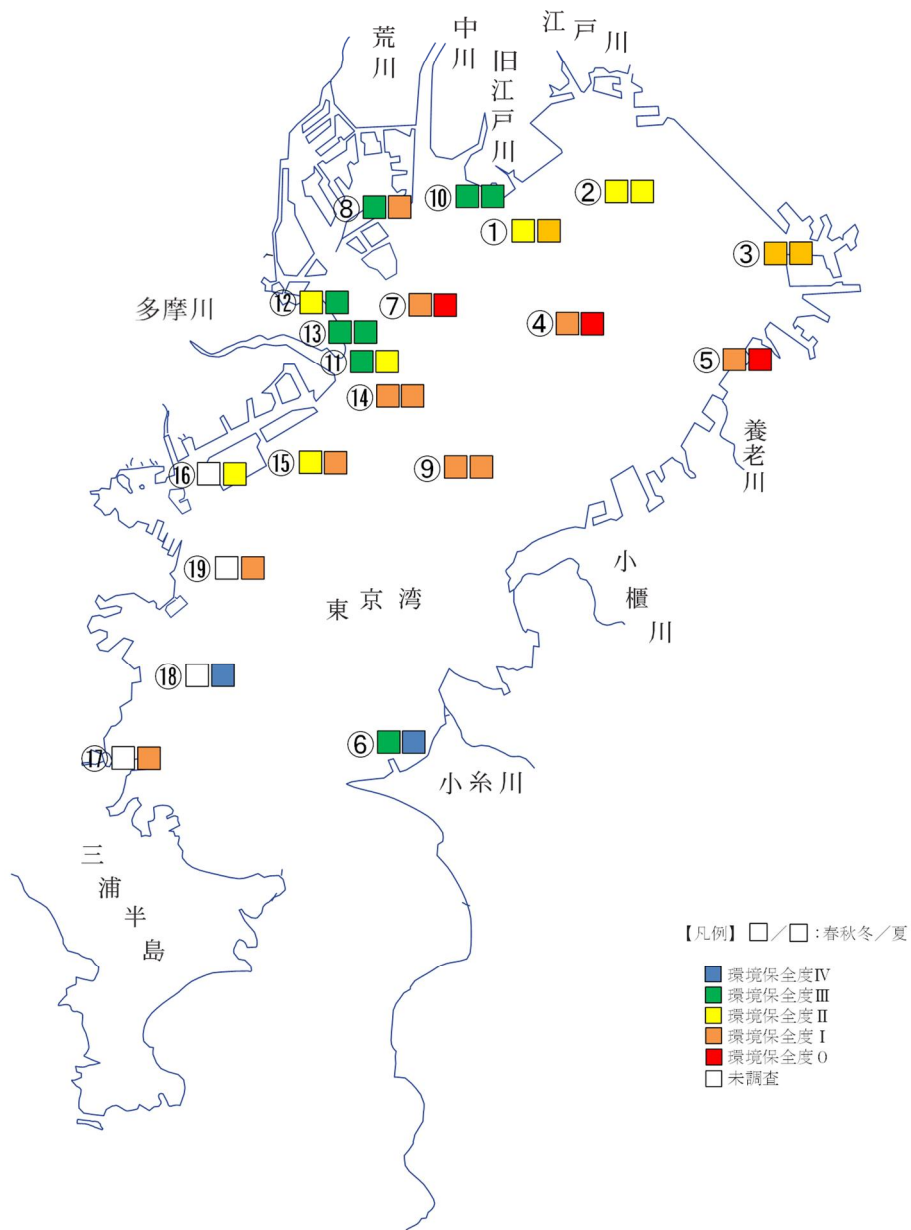 荒川
中川
旧江戸川
江戸川
②
⑩
⑧
①
③
⑫
多摩川
⑦
④
⑬
⑪
⑤
⑭
養老川
⑮
⑨
⑯
小櫃川
⑲
東京湾
⑱
⑥
⑰
小糸川
三浦半島
【凡例】□／□:春秋冬／夏
環境保全度Ⅳ
環境保全度Ⅲ
環境保全度Ⅱ
環境保全度Ⅰ
環境保全度0
未調査